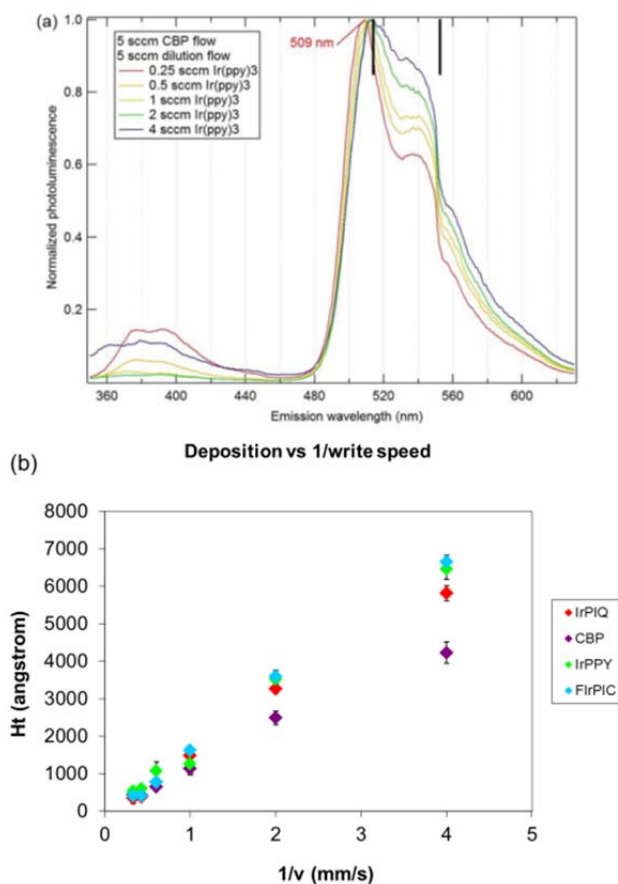 (a)
1.0
0.8
0.6
0.4
0.2
Normalized photoluminescence
5 sccm CBP flow
5 sccm dilution flow
0.25 sccm Ir(ppy)3
0.5 sccm Ir(ppy)3
1 sccm Ir(ppy)3
2 sccm Ir(ppy)3
4 sccm Ir(ppy)3
509 nm
360 400 440 480 520 560 600
Emission wavelength (nm)
Deposition vs 1/write speed
(b)
8000
7000
6000
5000
4000
3000
2000
1000
0
Ht (angstrom)
0 1 2 3 4 5
1/v (mm/s)
IrPIQ
CBP
IrPPY
FIrPIC